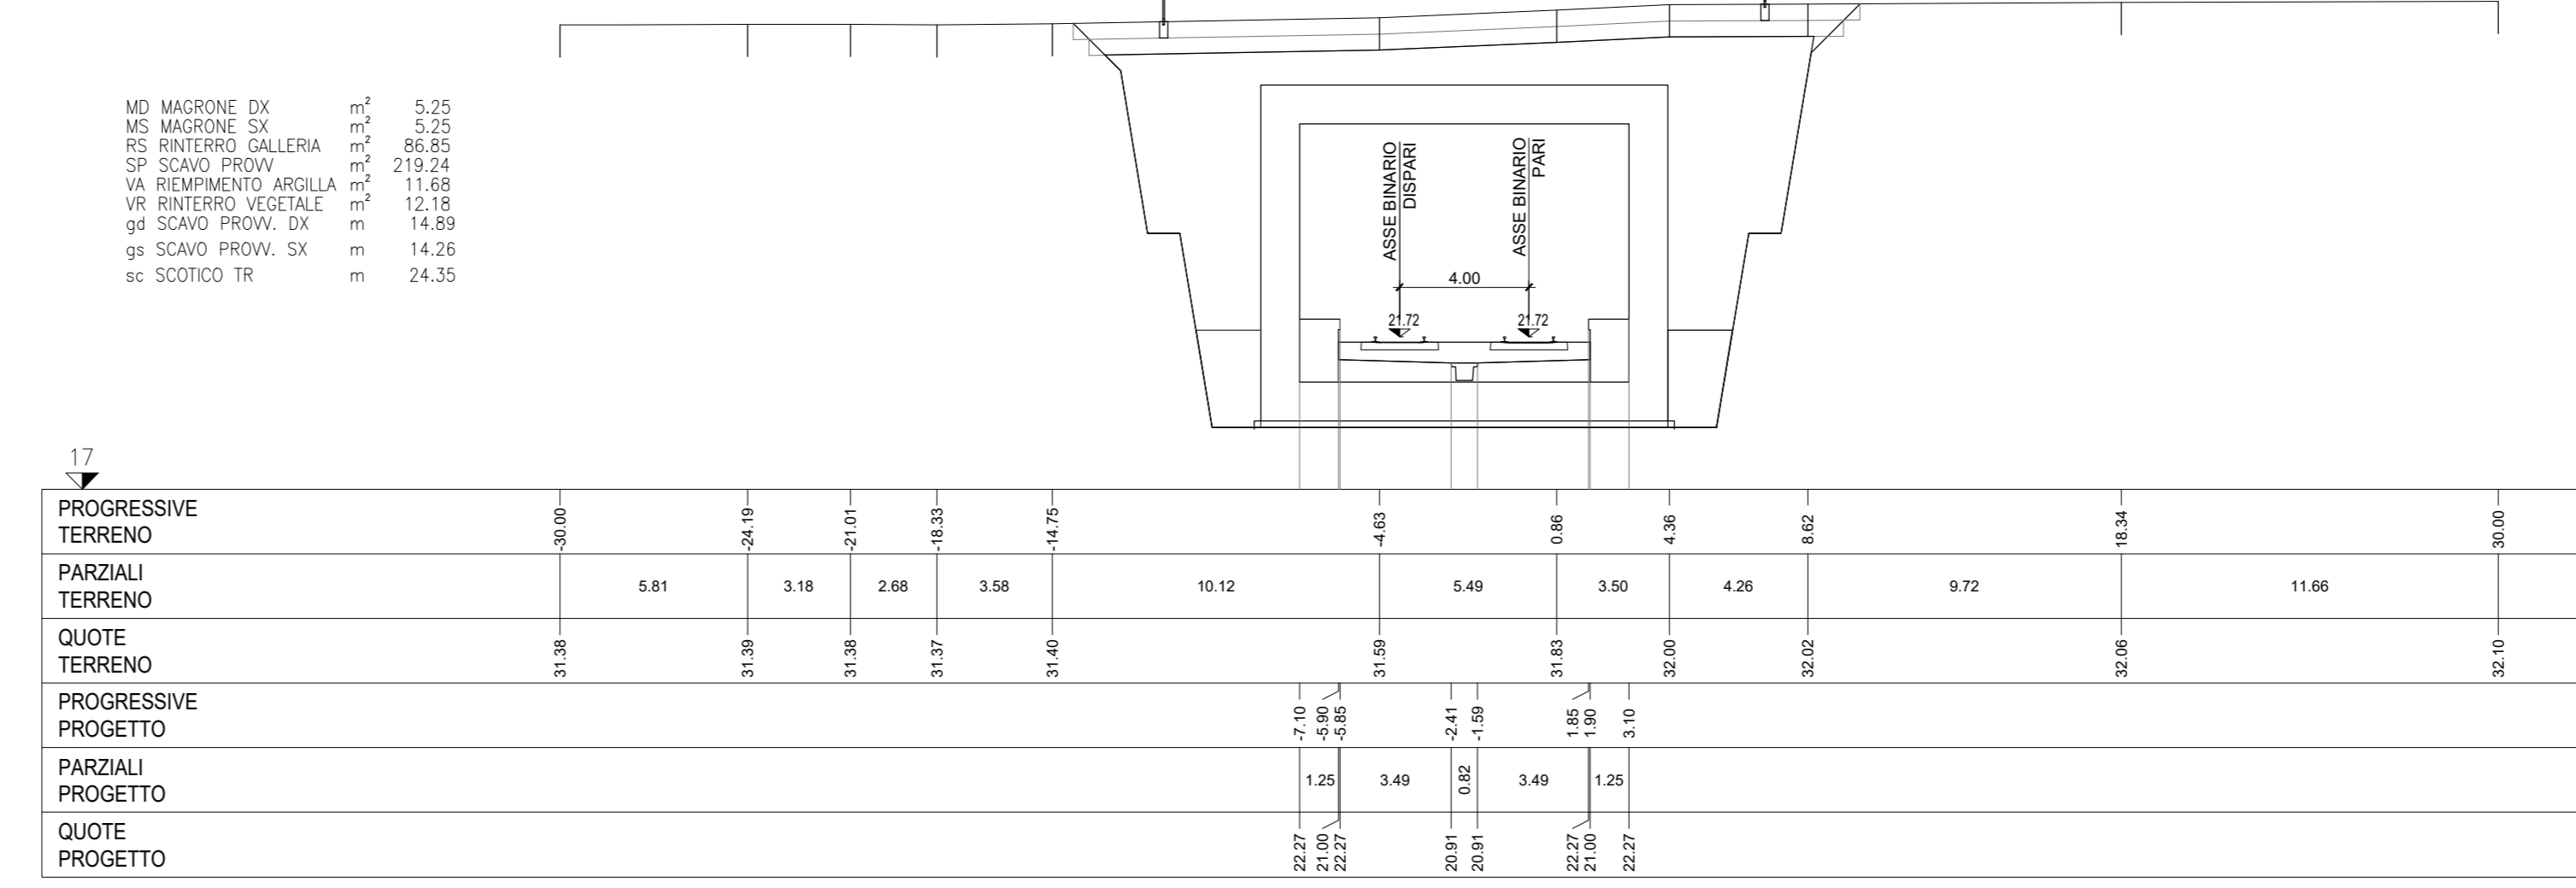 MD MAGRONE DX m² 5.25
MS MAGRONE SX m² 5.25
RS RINTERRO GALLERIA m² 86.85
SP SCAVO PROVV m² 219.24
VA RIEMPIMENTO ARGILLA m² 11.68
VR RINTERRO VEGETALE m² 12.18
gd SCAVO PROVV. DX m 14.89
gs SCAVO PROVV. SX m 14.26
sc SCOTICO TR m 24.35
ASSE BINARIO
DISPARI
ASSE BINARIO
PARI
4.00
21.72 21.72
17
PROGRESSIVE
TERRENO
-30.00 -24.19 -21.01 -18.33 -14.75 -4.63 0.86 4.36 8.62 18.34 30.00
PARZIALI
TERRENO
5.81 3.18 2.68 3.58 10.12 5.49 3.50 4.26 9.72 11.66
QUOTE
TERRENO
31.38 31.39 31.38 31.37 31.40 31.59 31.83 32.00 32.02 32.06 32.10
PROGRESSIVE
PROGETTO
-7.10 -5.90 -5.85 -2.41 -1.59 1.85 1.90 3.10
PARZIALI
PROGETTO
1.25 3.49 0.82 3.49 1.25
QUOTE
PROGETTO
22.27 21.00 22.27 20.91 20.91 22.27 21.00 22.27